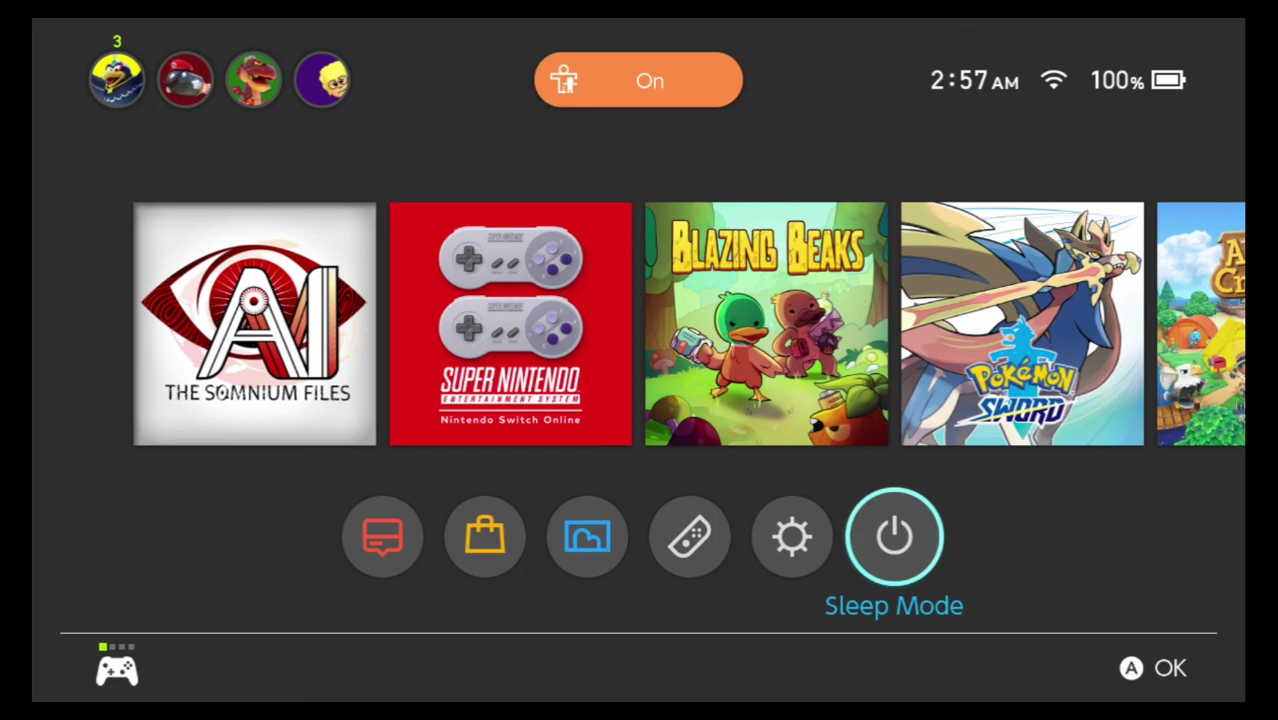 3
On
2:57 AM
100%
AI
THE SOMNIUM FILES
SUPER NINTENDO
ENTERTAINMENT SYSTEM
Nintendo Switch Online
BLAZING BEAKS
POKéMON
SWORD
Sleep Mode
A OK